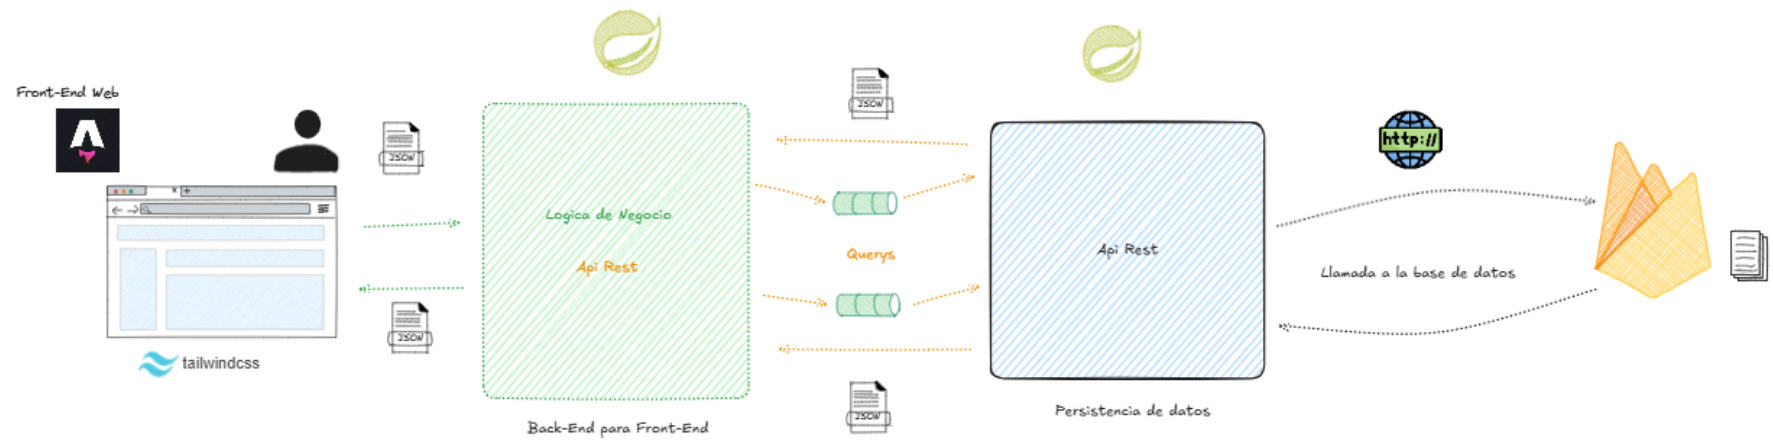 Front-End Web
JSON
tailwindcss
JSON
Logica de Negocio
Api Rest
Back-End para Front-End
JSON
Querys
JSON
Api Rest
Persistencia de datos
http://
Llamada a la base de datos